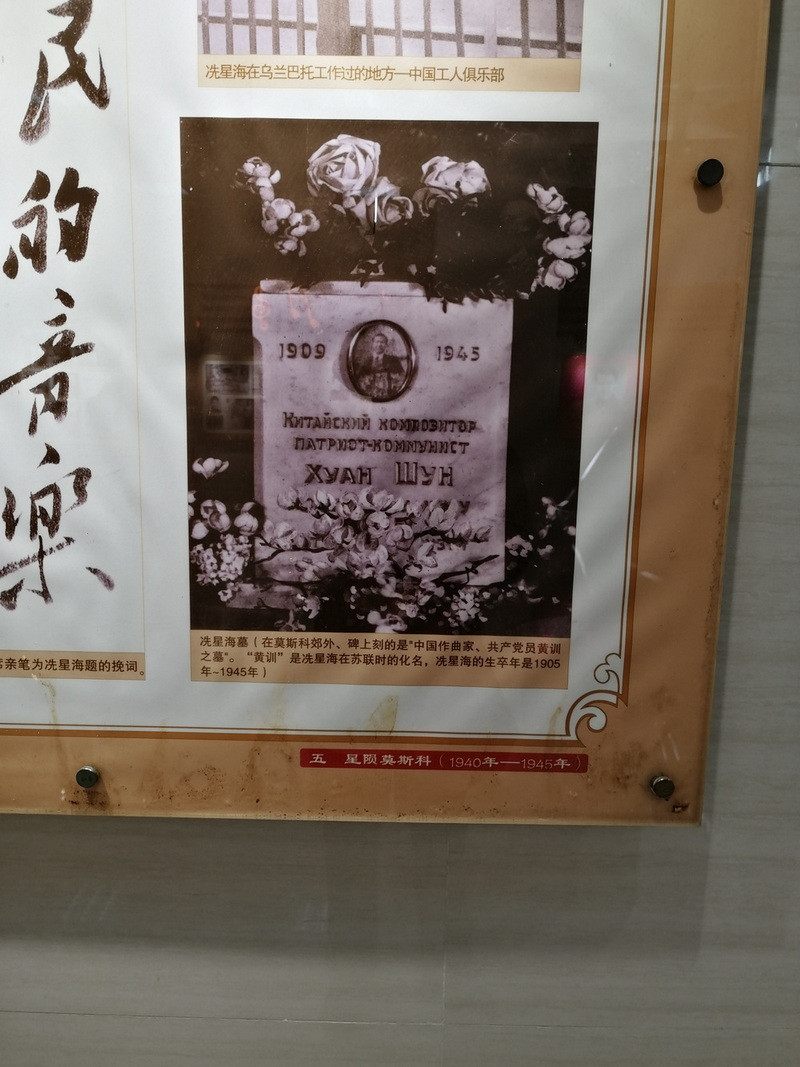 民的音樂
席亲笔为冼星海题的挽词。
冼星海在乌兰巴托工作过的地方—中国工人俱乐部
1909 1945
КИТАЙСКИЙ КОМПОЗИТОР
ПАТРИОТ-КОММУНИСТ
ХУАН ШУН
冼星海墓（在莫斯科郊外、碑上刻的是"中国作曲家、共产党员黄训
之墓"。“黄训”是冼星海在苏联时的化名，冼星海的生卒年是1905
年~1945年）
五 星陨莫斯科（1940年—1945年）